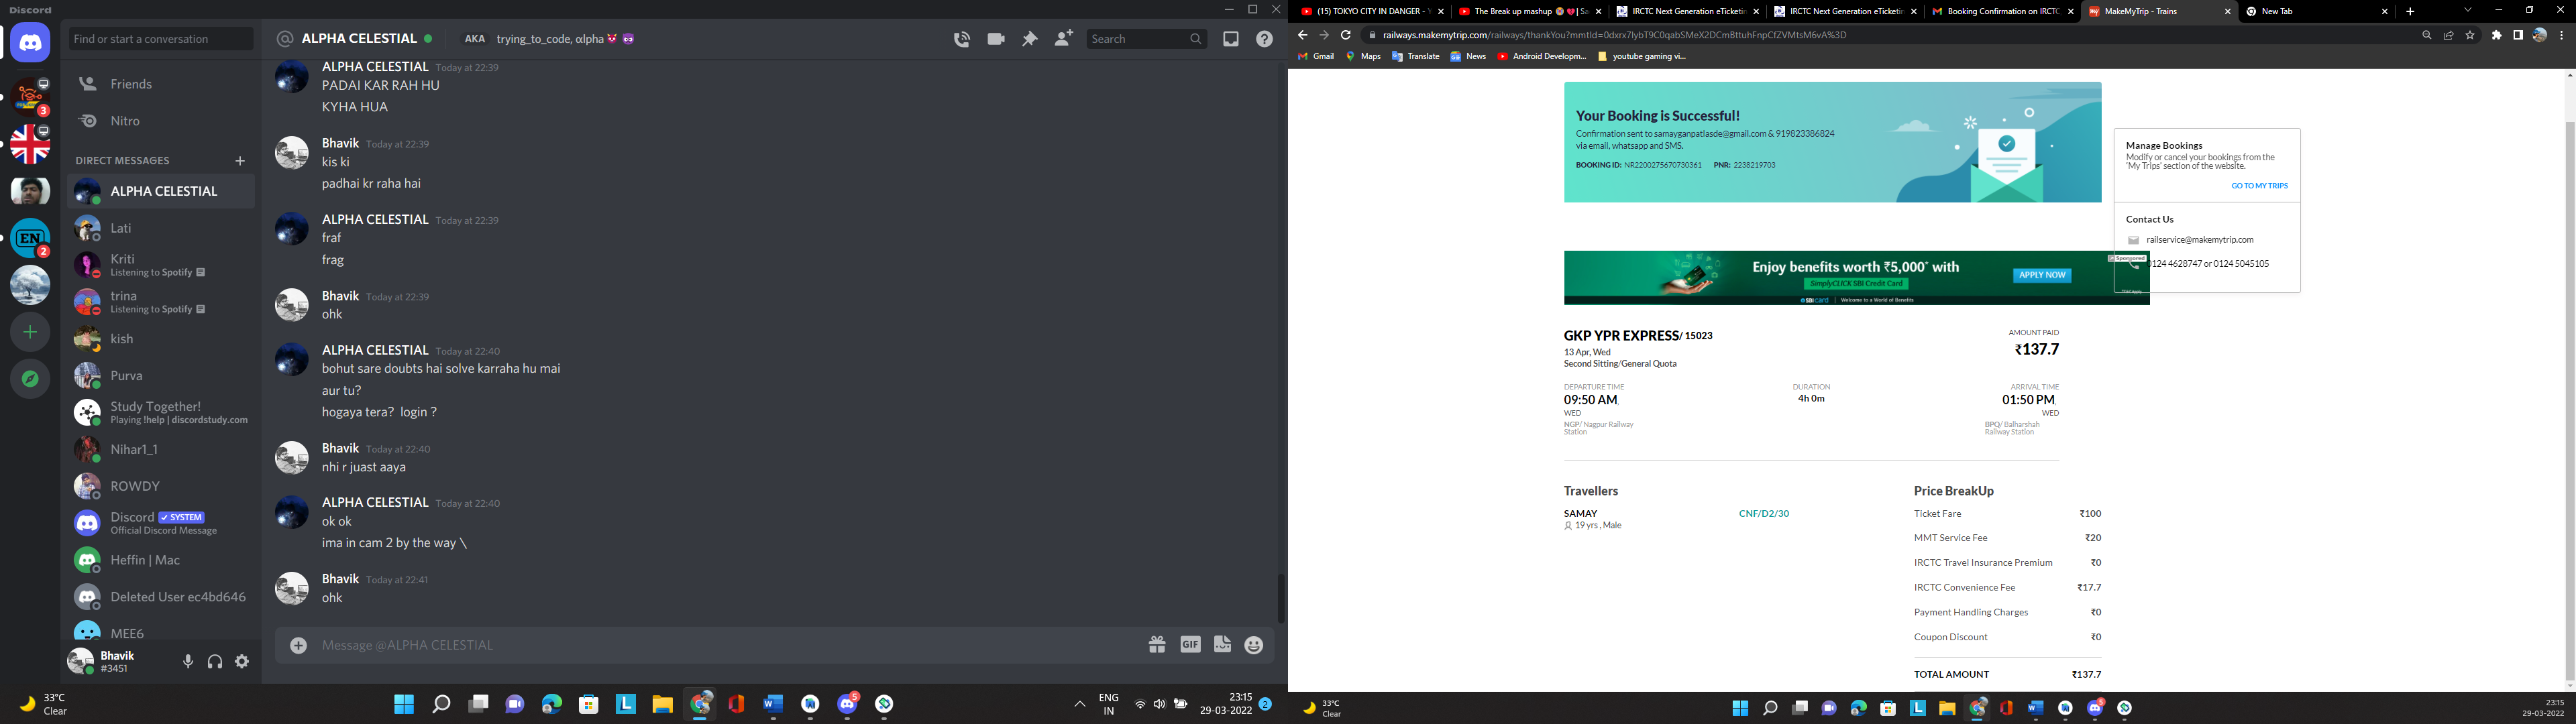 Discord
Find or start a conversation
Friends
Nitro
DIRECT MESSAGES
ALPHA CELESTIAL
Lati
Kriti
Listening to Spotify
trina
Listening to Spotify
kish
Purva
Study Together!
Playing !help | discordstudy.com
Nihar1_1
ROWDY
Discord ✓ SYSTEM
Official Discord Message
Heffin | Mac
Deleted User ec4bd646
MEE6
Bhavik
#3451
3
EN
2
@ ALPHA CELESTIAL AKA trying_to_code, αlpha
Search
ALPHA CELESTIAL Today at 22:39
PADAI KAR RAH HU
KYHA HUA
Bhavik Today at 22:39
kis ki
padhai kr raha hai
ALPHA CELESTIAL Today at 22:39
fraf
frag
Bhavik Today at 22:39
ohk
ALPHA CELESTIAL Today at 22:40
bohut sare doubts hai solve karraha hu mai
aur tu?
hogaya tera? login ?
Bhavik Today at 22:40
nhi r juast aaya
ALPHA CELESTIAL Today at 22:40
ok ok
ima in cam 2 by the way \
Bhavik Today at 22:41
ohk
Message @ALPHA CELESTIAL
GIF
33°C
Clear
5
ENG
IN
23:15
29-03-2022
2
(15) TOKYO CITY IN DANGER - Y
The Break up mashup 💔| Sa
IRCTC Next Generation eTicketin
IRCTC Next Generation eTicketin
Booking Confirmation on IRCTC,
MakeMyTrip - Trains
New Tab
Gmail
Maps
Translate
News
Android Developm...
youtube gaming vi...
Your Booking is Successful!
Confirmation sent to samayganpatlasde@gmail.com & 919823386824
via email, whatsapp and SMS.
BOOKING ID: NR2200275670730361 PNR: 2238219703
Manage Bookings
Modify or cancel your bookings from the
'My Trips' section of the website.
GO TO MY TRIPS
Contact Us
railservice@makemytrip.com
0124 4628747 or 0124 5045105
Sponsored
Enjoy benefits worth ₹5,000* with
SimplyCLICK SBI Credit Card
APPLY NOW
SBI card | Welcome to a World of Benefits
GKP YPR EXPRESS/ 15023
13 Apr, Wed
Second Sitting/General Quota
AMOUNT PAID
₹137.7
DEPARTURE TIME
09:50 AM,
WED
NGP/ Nagpur Railway
Station
DURATION
4h 0m
ARRIVAL TIME
01:50 PM,
WED
BPQ/ Balharshah
Railway Station
Travellers
SAMAY CNF/D2/30
19 yrs , Male
Price BreakUp
Ticket Fare ₹100
MMT Service Fee ₹20
IRCTC Travel Insurance Premium ₹0
IRCTC Convenience Fee ₹17.7
Payment Handling Charges ₹0
Coupon Discount ₹0
TOTAL AMOUNT ₹137.7
33°C
Clear
23:15
29-03-2022